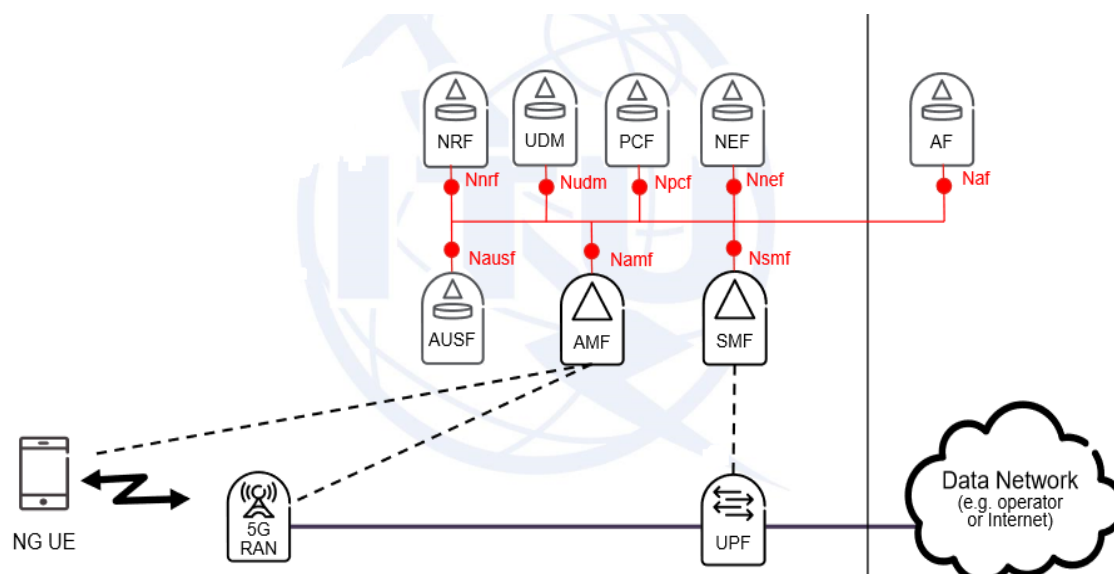 NRF
UDM
PCF
NEF
AF
Nnrf
Nudm
Npcf
Nnef
Naf
Nausf
Namf
Nsmf
AUSF
AMF
SMF
NG UE
5G
RAN
UPF
Data Network
(e.g. operator
or Internet)
ITU